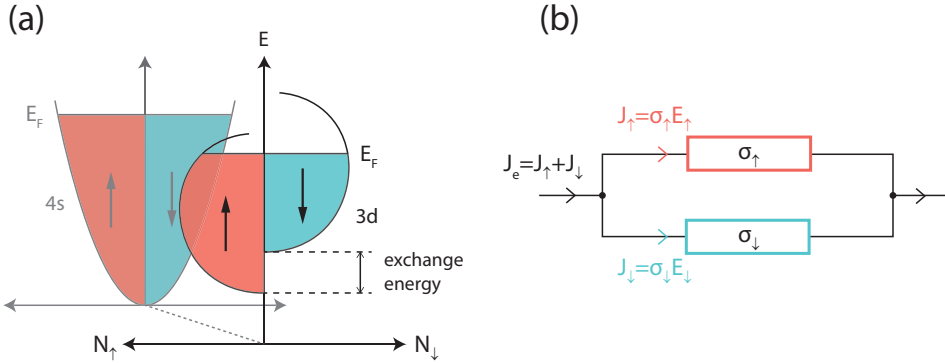 (a)
E
E_F
4s
E_F
3d
exchange
energy
N↑
N↓
(b)
J↑=σ↑E↑
σ↑
J_e=J↑+J↓
σ↓
J↓=σ↓E↓